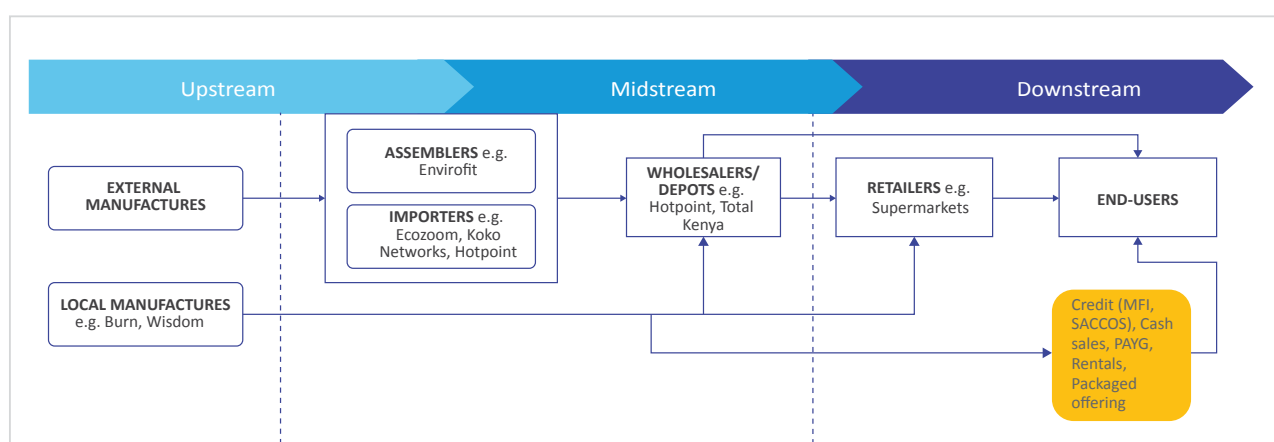 Upstream
Midstream
Downstream
EXTERNAL
MANUFACTURES
ASSEMBLERS e.g.
Envirofit
IMPORTERS e.g.
Ecozoom, Koko
Networks, Hotpoint
WHOLESALERS/
DEPOTS e.g.
Hotpoint, Total
Kenya
RETAILERS e.g.
Supermarkets
END-USERS
LOCAL MANUFACTURES
e.g. Burn, Wisdom
Credit (MFI,
SACCOS), Cash
sales, PAYG,
Rentals,
Packaged
offering